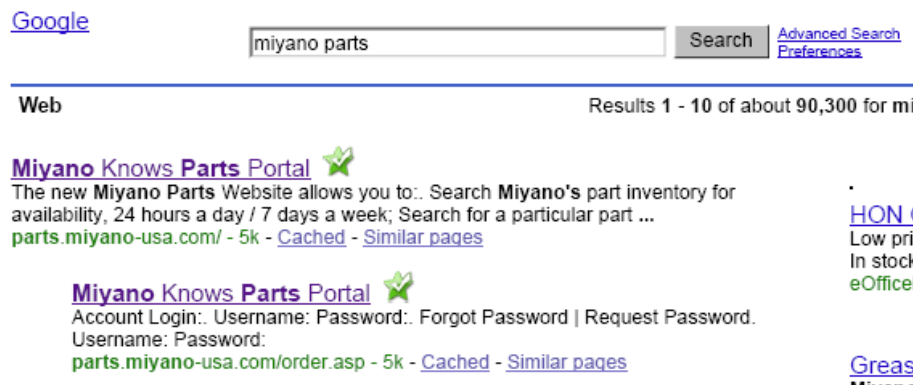 Google
miyano parts
Search
Advanced Search
Preferences
Web
Results 1 - 10 of about 90,300 for mi
Miyano Knows Parts Portal
The new Miyano Parts Website allows you to:. Search Miyano's part inventory for
availability, 24 hours a day / 7 days a week; Search for a particular part ...
parts.miyano-usa.com/ - 5k - Cached - Similar pages
Miyano Knows Parts Portal
Account Login:. Username: Password:. Forgot Password | Request Password.
Username: Password:
parts.miyano-usa.com/order.asp - 5k - Cached - Similar pages
.
HON
Low pri
In stock
eOffice
Greas